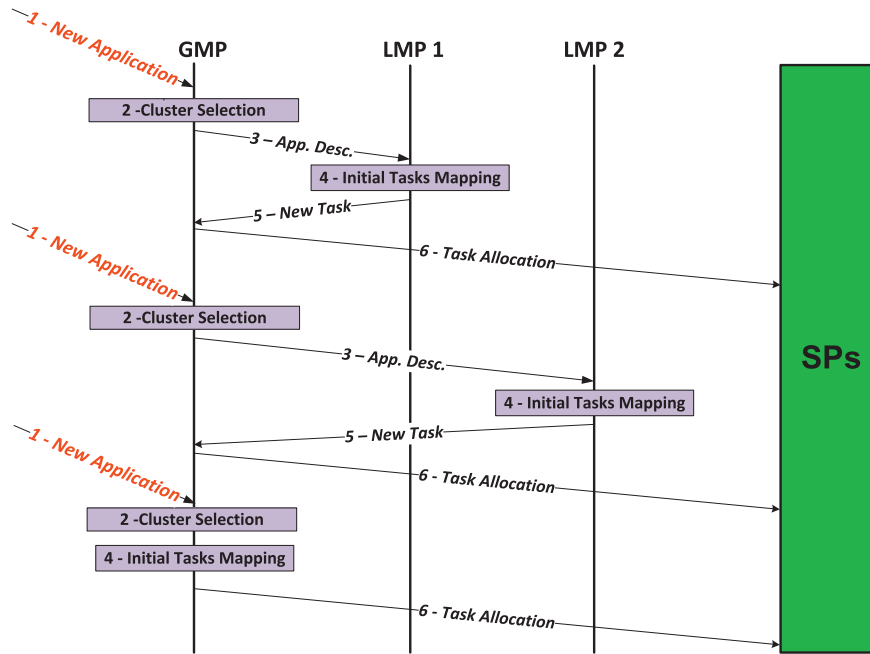 1 - New Application
GMP
LMP 1
LMP 2
2 -Cluster Selection
3 – App. Desc.
4 - Initial Tasks Mapping
5 – New Task
6 - Task Allocation
1 - New Application
2 -Cluster Selection
3 – App. Desc.
SPs
4 - Initial Tasks Mapping
5 – New Task
6 - Task Allocation
1 - New Application
2 -Cluster Selection
4 - Initial Tasks Mapping
6 - Task Allocation